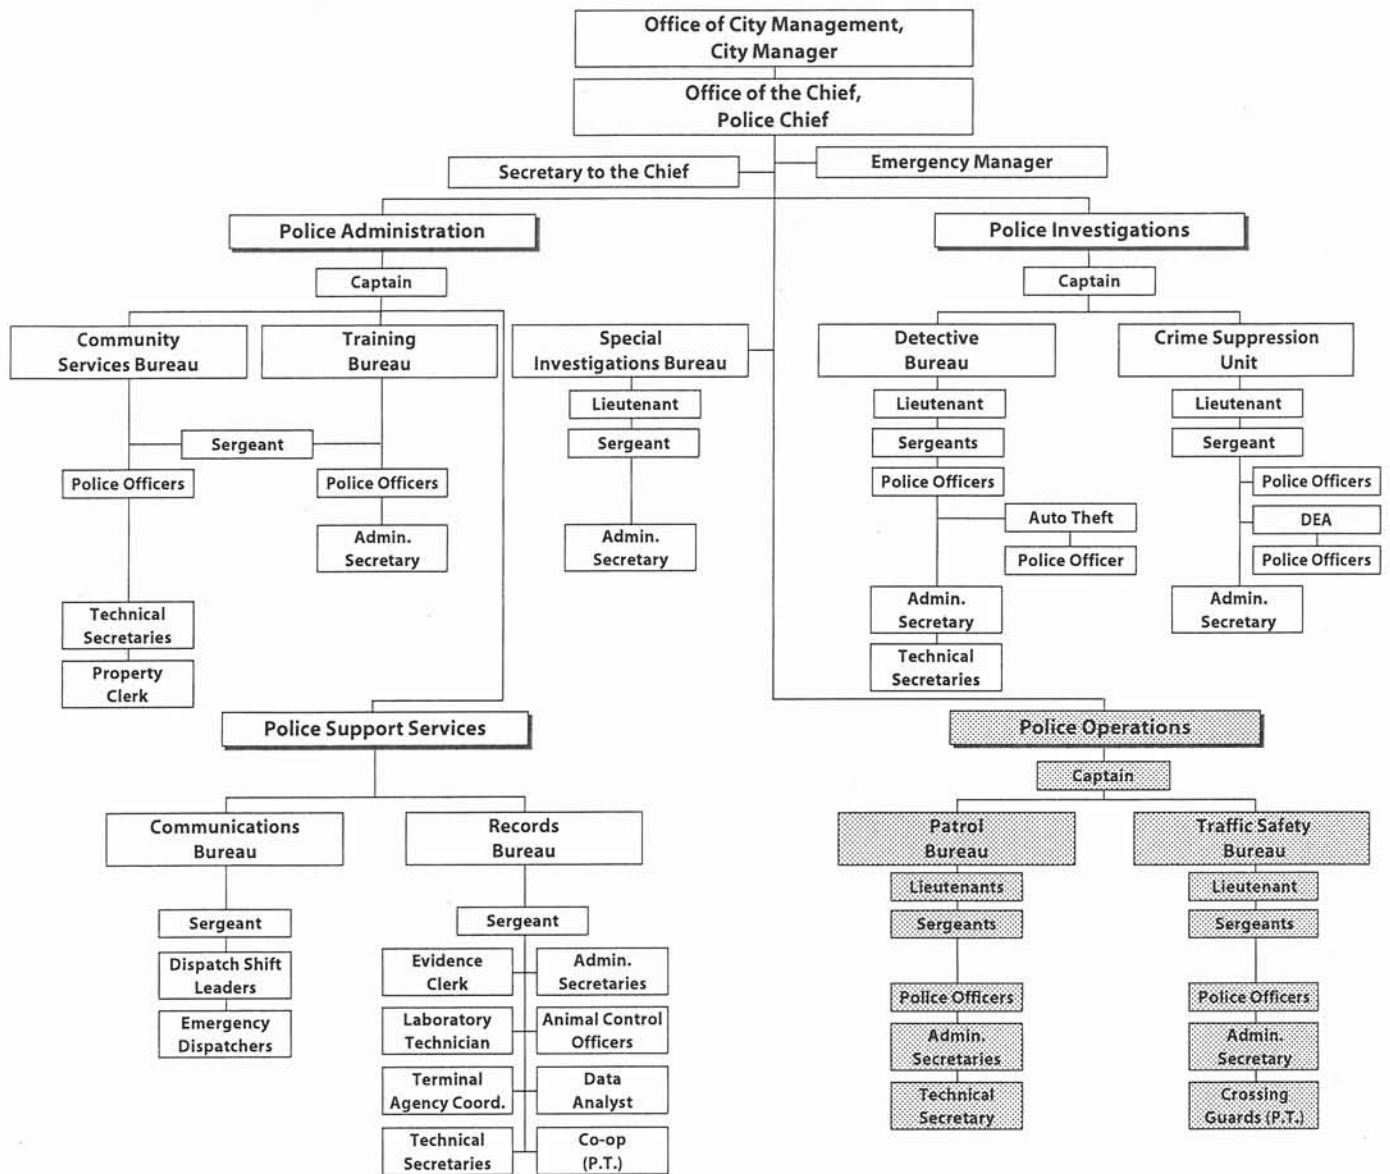 Office of City Management,
City Manager
Office of the Chief,
Police Chief
Secretary to the Chief
Emergency Manager
Police Administration
Captain
Community
Services Bureau
Training
Bureau
Sergeant
Police Officers
Police Officers
Admin.
Secretary
Technical
Secretaries
Property
Clerk
Special
Investigations Bureau
Lieutenant
Sergeant
Admin.
Secretary
Police Investigations
Captain
Detective
Bureau
Lieutenant
Sergeants
Police Officers
Auto Theft
Police Officer
Admin.
Secretary
Technical
Secretaries
Crime Suppression
Unit
Lieutenant
Sergeant
Police Officers
DEA
Police Officers
Admin.
Secretary
Police Support Services
Communications
Bureau
Sergeant
Dispatch Shift
Leaders
Emergency
Dispatchers
Records
Bureau
Sergeant
Evidence
Clerk
Admin.
Secretaries
Laboratory
Technician
Animal Control
Officers
Terminal
Agency Coord.
Data
Analyst
Technical
Secretaries
Co-op
(P.T.)
Police Operations
Captain
Patrol
Bureau
Lieutenants
Sergeants
Police Officers
Admin.
Secretaries
Technical
Secretary
Traffic Safety
Bureau
Lieutenant
Sergeants
Police Officers
Admin.
Secretary
Crossing
Guards (P.T.)